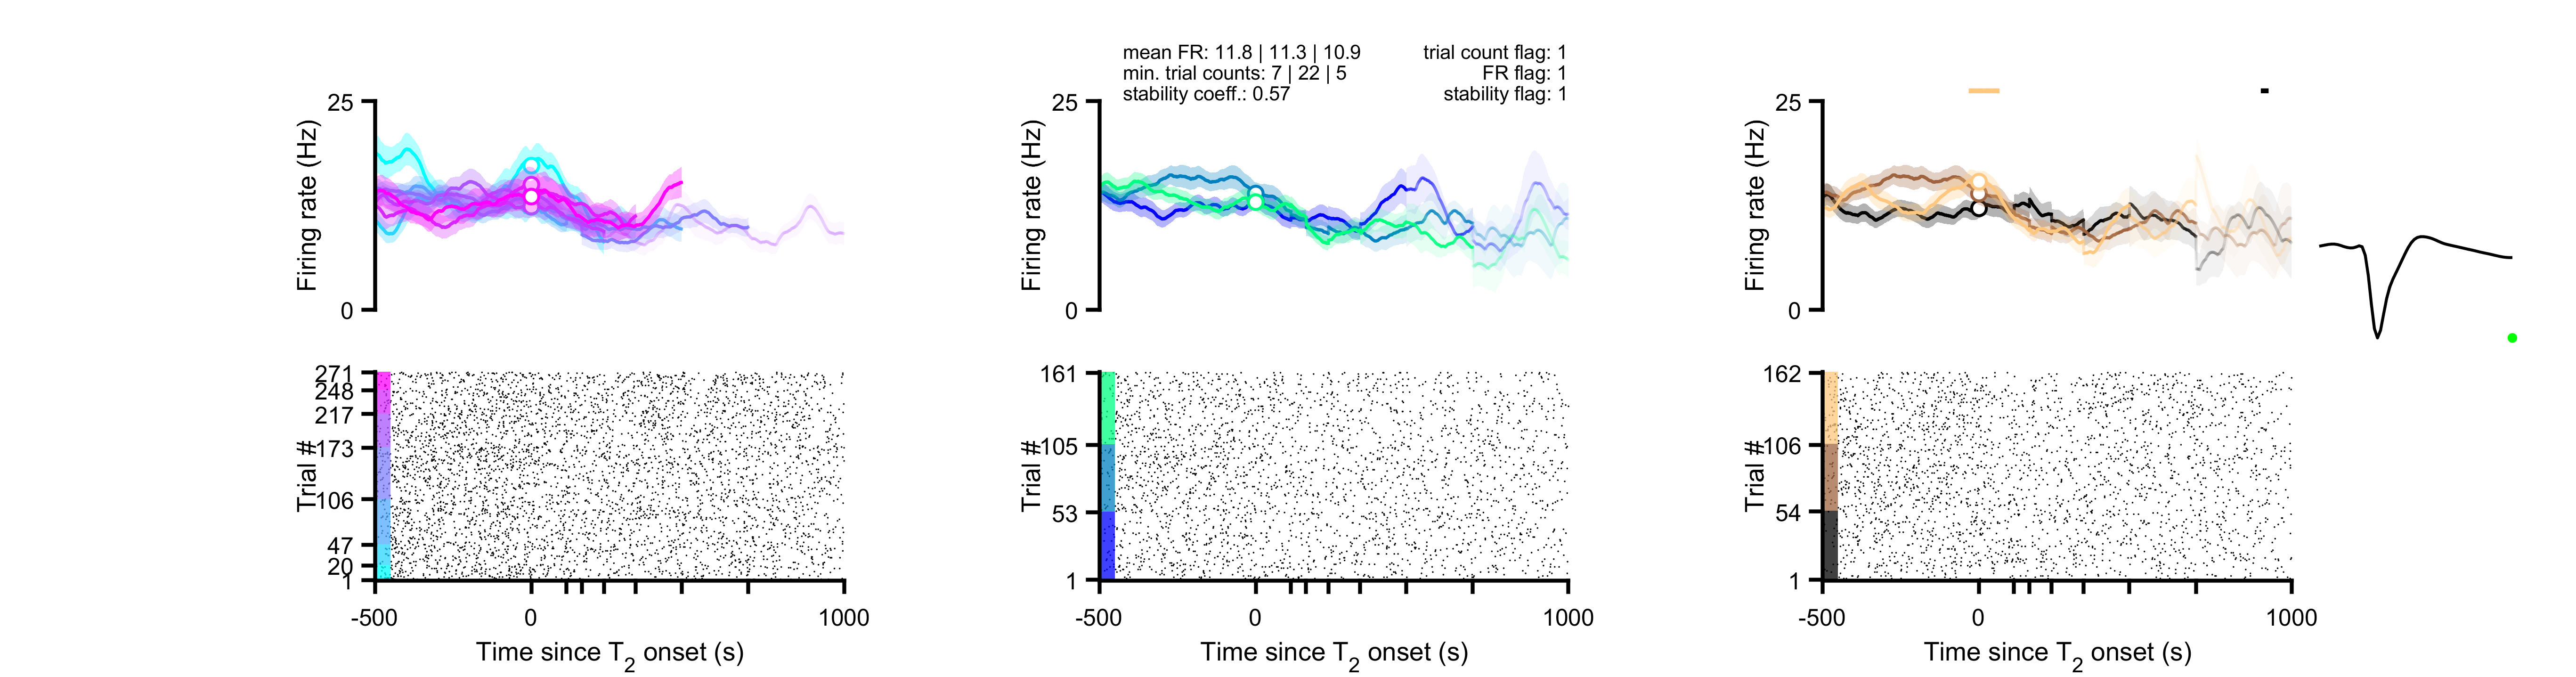 mean FR: 11.8 | 11.3 | 10.9
min. trial counts: 7 | 22 | 5
stability coeff.: 0.57
trial count flag: 1
FR flag: 1
stability flag: 1
Firing rate (Hz)
25
0
Firing rate (Hz)
25
0
Firing rate (Hz)
25
0
Trial #
271
248
217
173
106
47
20
1
-500
0
1000
Time since T2 onset (s)
Trial #
161
105
53
1
-500
0
1000
Time since T2 onset (s)
Trial #
162
106
54
1
-500
0
1000
Time since T2 onset (s)